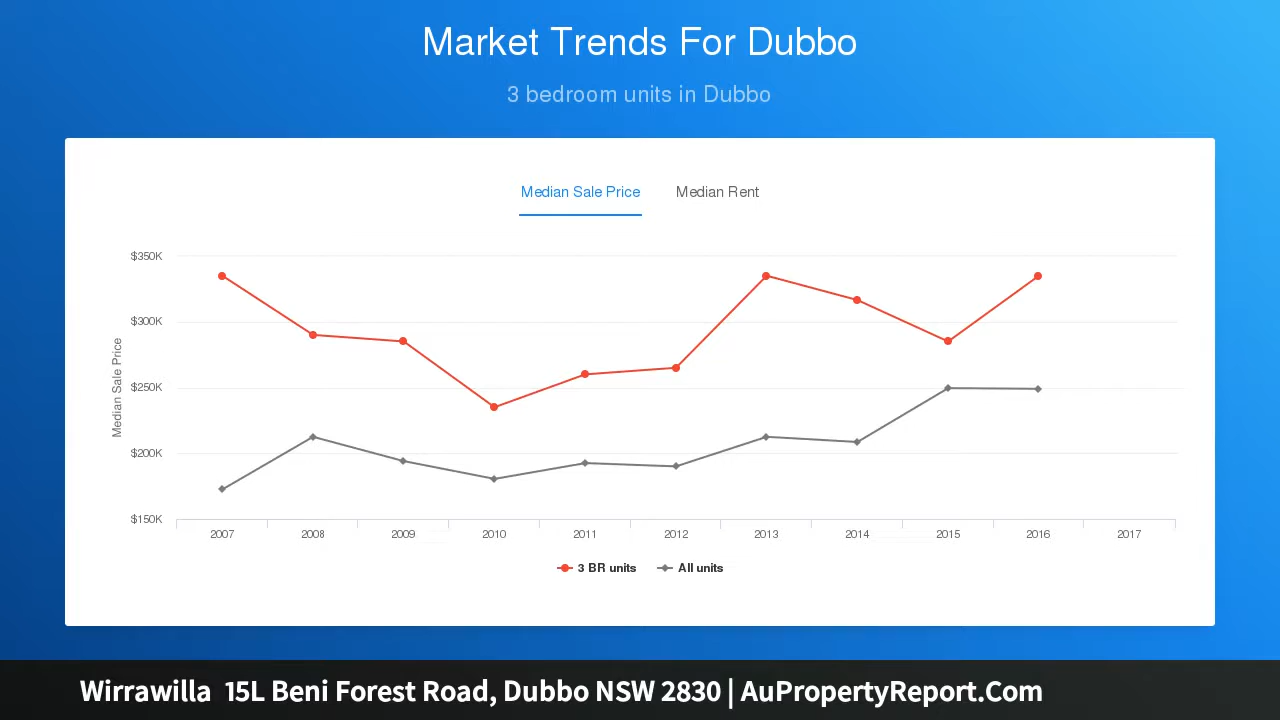 Market Trends For Dubbo
3 bedroom units in Dubbo
Median Sale Price Median Rent
$350K
$300K
$250K
$200K
$150K
Median Sale Price
2007 2008 2009 2010 2011 2012 2013 2014 2015 2016 2017
3 BR units All units
Wirrawilla 15L Beni Forest Road, Dubbo NSW 2830 | AuPropertyReport.Com